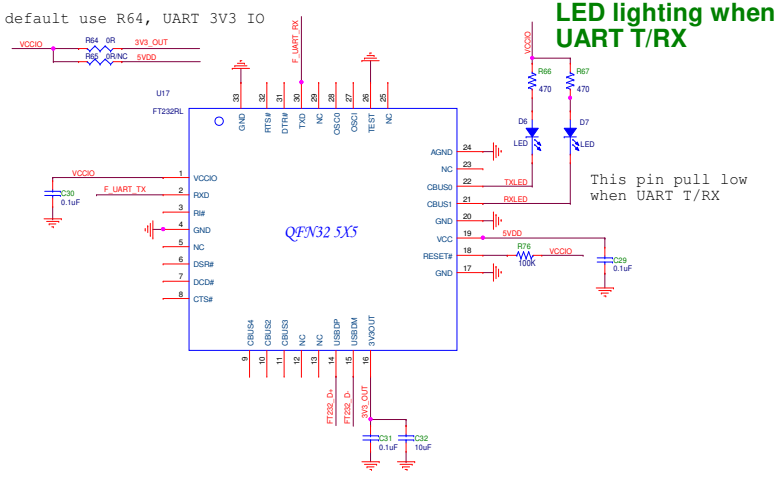 default use R64, UART 3V3 IO
LED lighting when
UART T/RX
VCCIO
R64 0R
3V3_OUT
R65 0R/NC
5VDD
F_UART_RX
VCCIO
R66
470
R67
470
D6
LED
D7
LED
U17
FT232RL
33 GND
32 RTS#
31 DTR#
30 TXD
29 NC
28 OSC0
27 OSCI
26 TEST
25 NC
VCCIO
1 VCCIO
F_UART_TX
2 RXD
3 RI#
4 GND
5 NC
6 DSR#
7 DCD#
8 CTS#
C30
0.1uF
QFN32 5X5
AGND 24
NC 23
CBUS0 22 TXLED
CBUS1 21 RXLED
GND 20
VCC 19 5VDD
RESET# 18
R76
100K
VCCIO
GND 17
This pin pull low
when UART T/RX
C29
0.1uF
CBUS4 9
CBUS2 10
CBUS3 11
NC 12
NC 13
USBDP 14
USBDM 15
3V3OUT 16
FT232_D+
FT232_D-
3V3_OUT
C31
0.1uF
C32
10uF